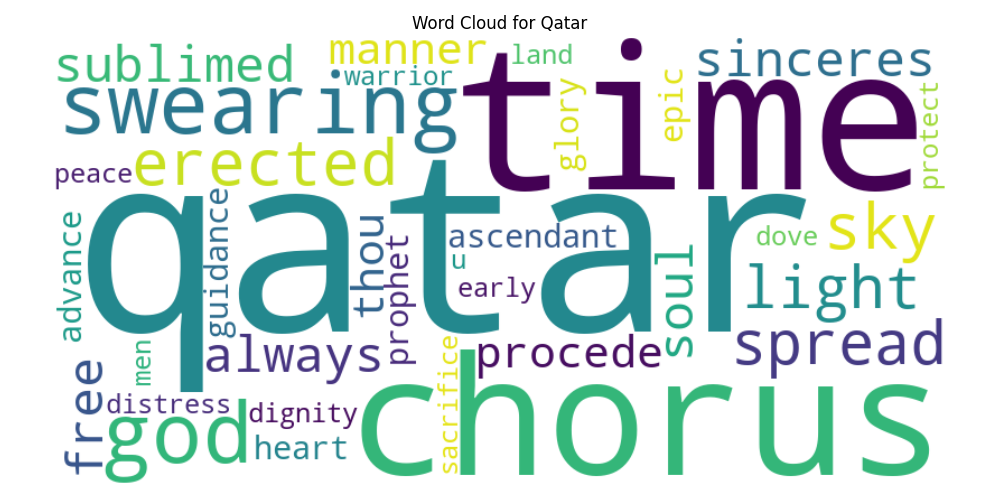 Word Cloud for Qatar
sublimed
manner
land
sinceres
warrior
swearing
time
glory
epic
protect
peace
erected
qatar
advance
guidance
thou
prophet
ascendant
u
early
soul
dove
sky
light
men
always
sacrifice
procede
spread
free
distress
god
dignity
heart
chorus